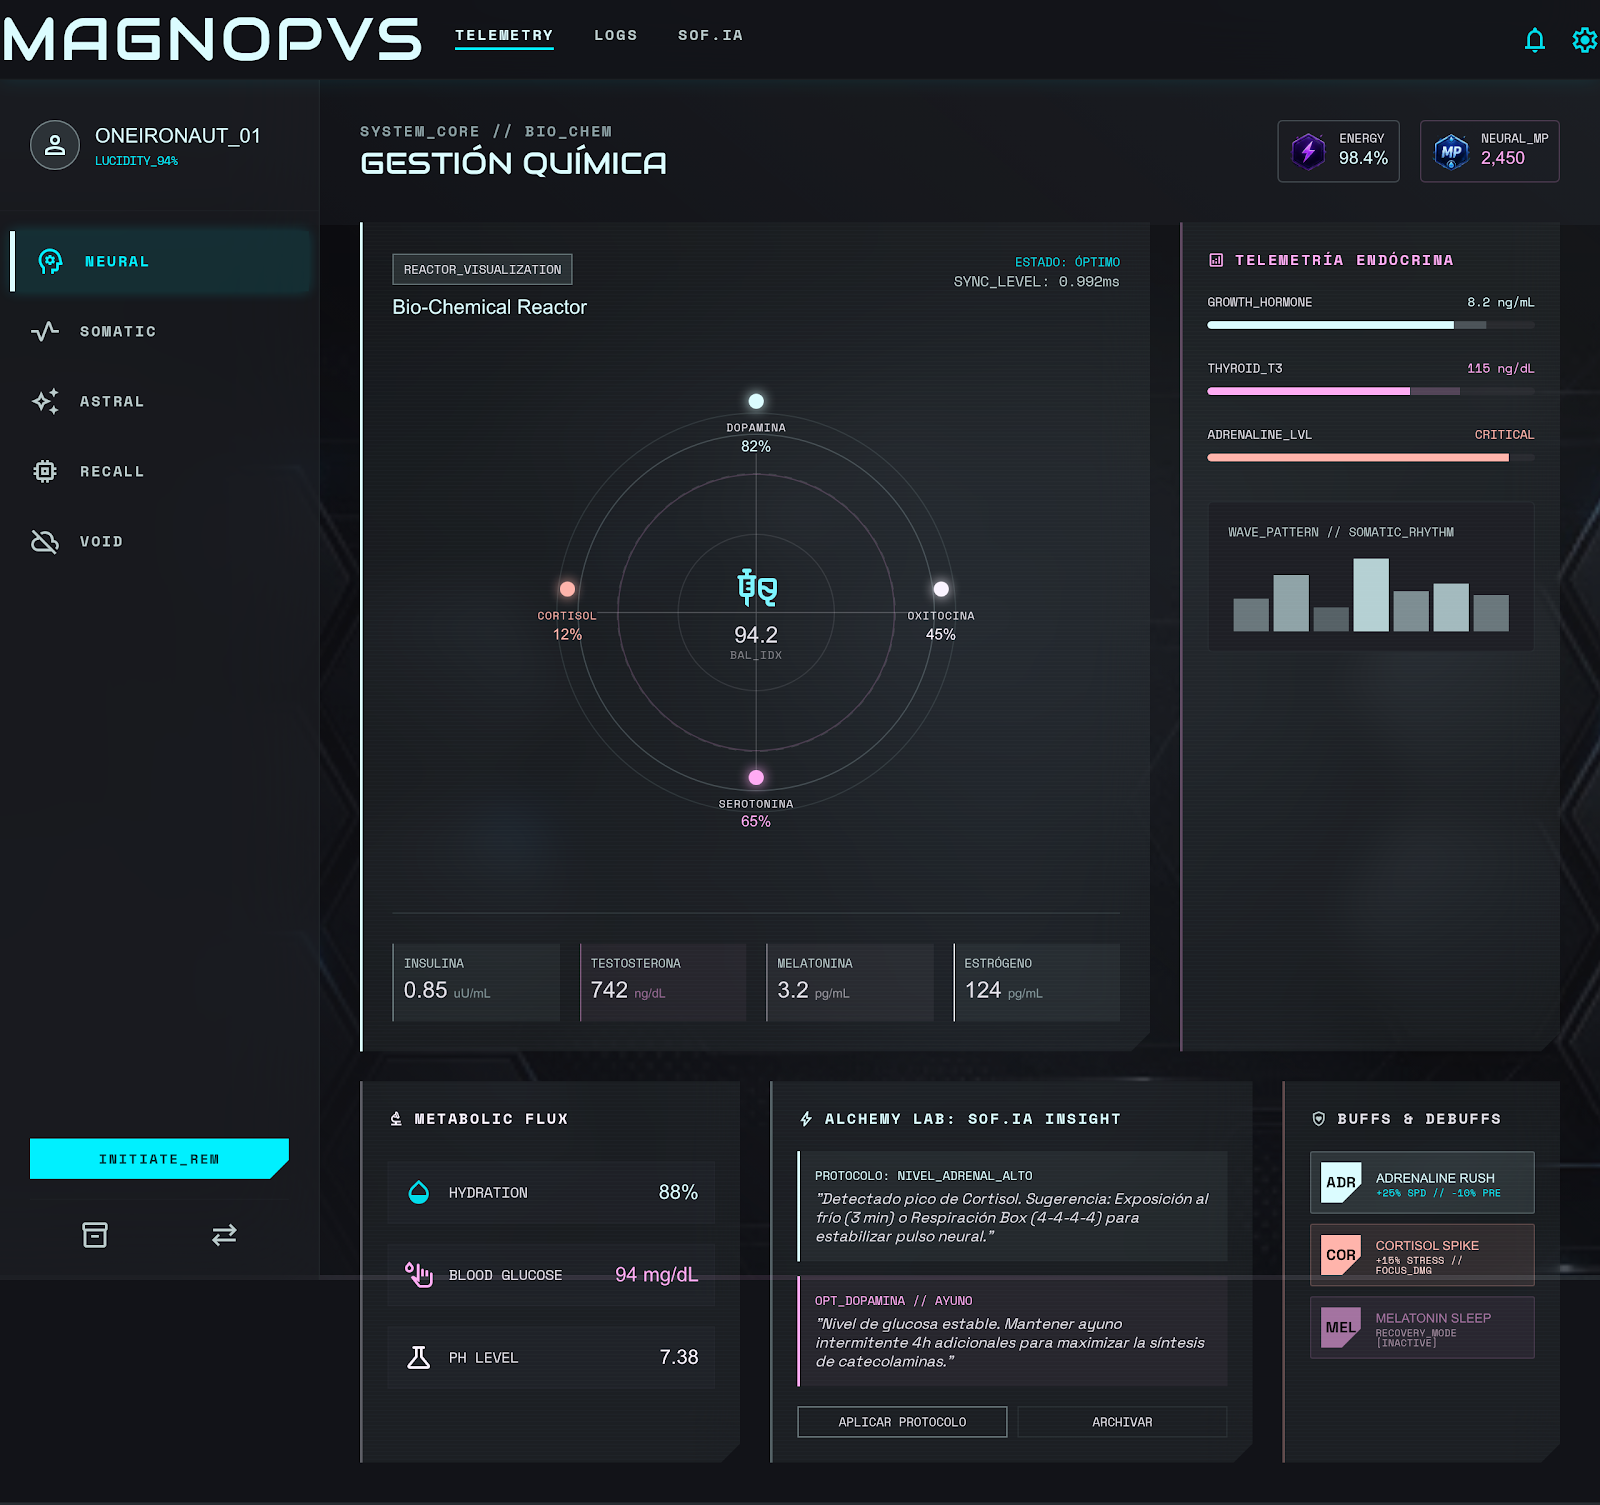 MAGNOPVS
TELEMETRY
LOGS
SOF.IA
ONEIRONAUT_01
LUCIDITY_94%
NEURAL
SOMATIC
ASTRAL
RECALL
VOID
INITIATE_REM
SYSTEM_CORE // BIO_CHEM
GESTIÓN QUÍMICA
ENERGY
98.4%
MP
NEURAL_MP
2,450
REACTOR_VISUALIZATION
Bio-Chemical Reactor
ESTADO: ÓPTIMO
SYNC_LEVEL: 0.992ms
DOPAMINA
82%
CORTISOL
12%
94.2
BAL_IDX
OXITOCINA
45%
SEROTONINA
65%
INSULINA
0.85 uU/mL
TESTOSTERONA
742 ng/dL
MELATONINA
3.2 pg/mL
ESTRÓGENO
124 pg/mL
TELEMETRÍA ENDÓCRINA
GROWTH_HORMONE 8.2 ng/mL
THYROID_T3 115 ng/dL
ADRENALINE_LVL CRITICAL
WAVE_PATTERN // SOMATIC_RHYTHM
METABOLIC FLUX
HYDRATION 88%
BLOOD GLUCOSE 94 mg/dL
PH LEVEL 7.38
ALCHEMY LAB: SOF.IA INSIGHT
PROTOCOLO: NIVEL_ADRENAL_ALTO
"Detectado pico de Cortisol. Sugerencia: Exposición al
frío (3 min) o Respiración Box (4-4-4-4) para
estabilizar pulso neural."
OPT_DOPAMINA // AYUNO
"Nivel de glucosa estable. Mantener ayuno
intermitente 4h adicionales para maximizar la síntesis
de catecolaminas."
APLICAR PROTOCOLO
ARCHIVAR
BUFFS & DEBUFFS
ADR
ADRENALINE RUSH
+25% SPD // -10% PRE
COR
CORTISOL SPIKE
+15% STRESS //
FOCUS_DMG
MEL
MELATONIN SLEEP
RECOVERY_MODE
[INACTIVE]